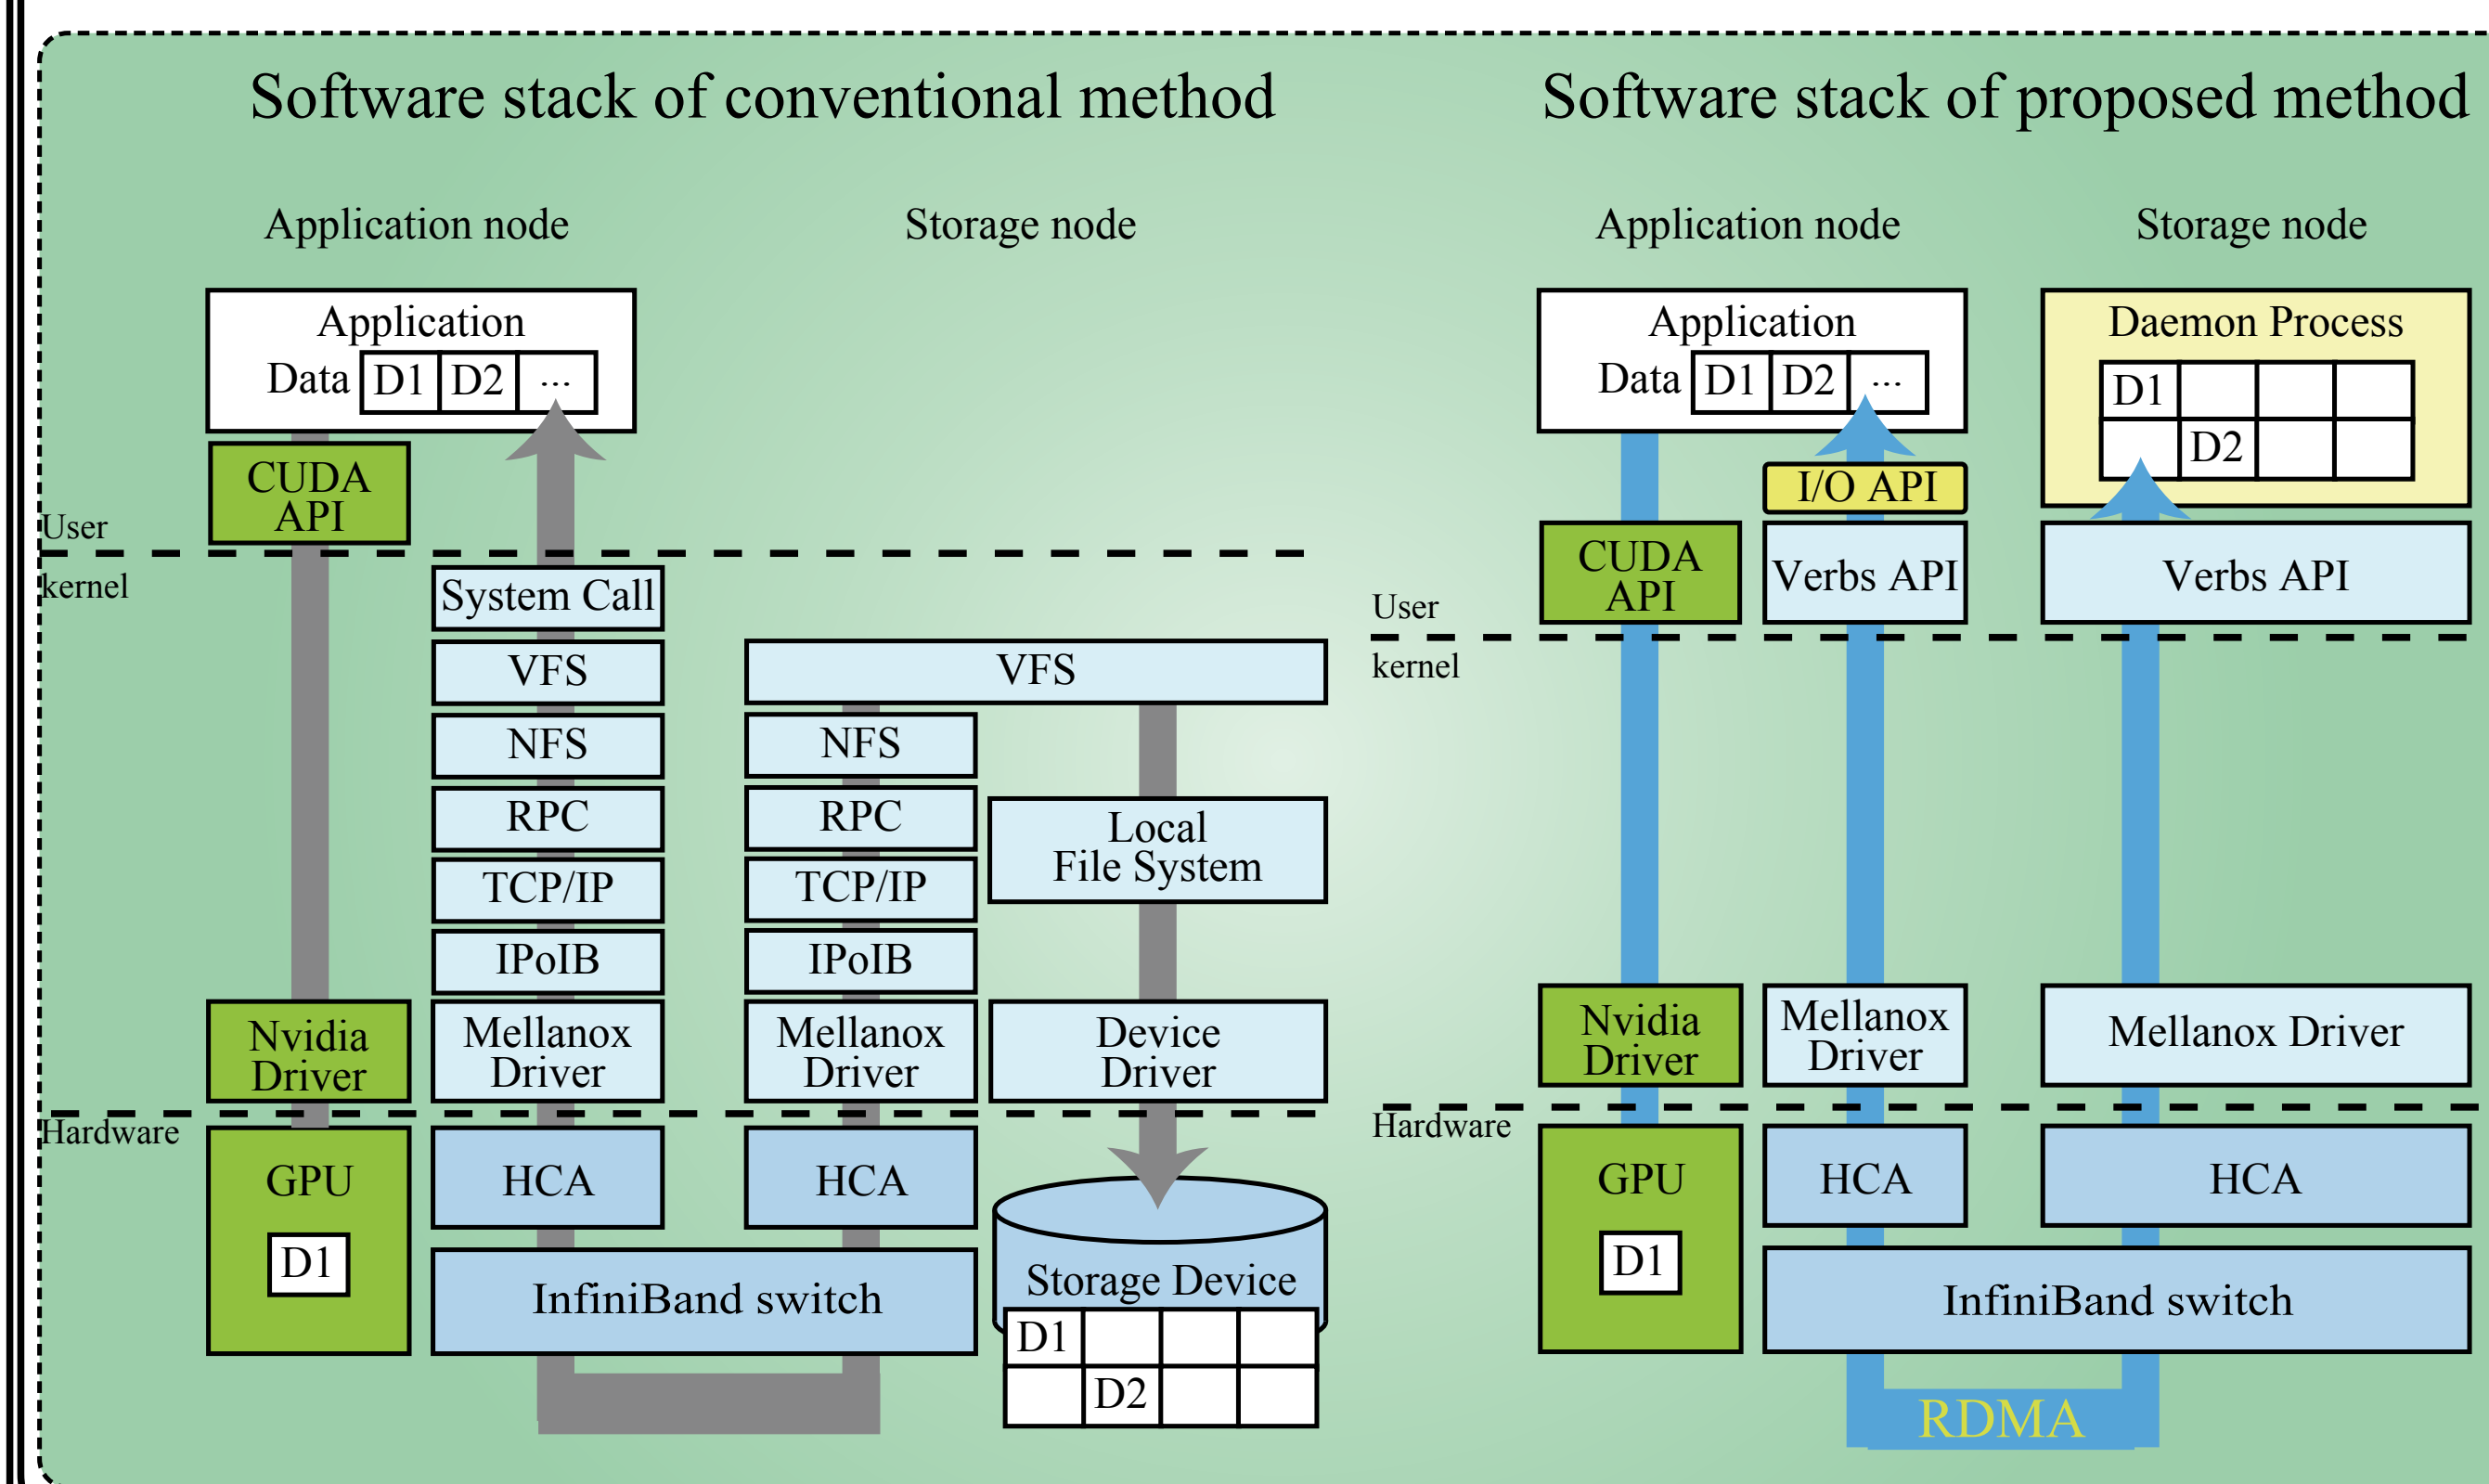 Software stack of conventional method
Application node
Storage node
Application
Data D1 D2 ...
CUDA
API
User
kernel
System Call
VFS
NFS
RPC
TCP/IP
IPoIB
Mellanox
Driver
Nvidia
Driver
VFS
NFS
RPC
TCP/IP
IPoIB
Mellanox
Driver
Local
File System
Device
Driver
Hardware
GPU
D1
HCA
HCA
InfiniBand switch
Storage Device
D1
D2
Software stack of proposed method
Application node
Storage node
Application
Data D1 D2 ...
Daemon Process
D1
D2
I/O API
CUDA
API
Verbs API
Verbs API
User
kernel
Nvidia
Driver
Mellanox
Driver
Mellanox Driver
Hardware
GPU
D1
HCA
HCA
InfiniBand switch
RDMA